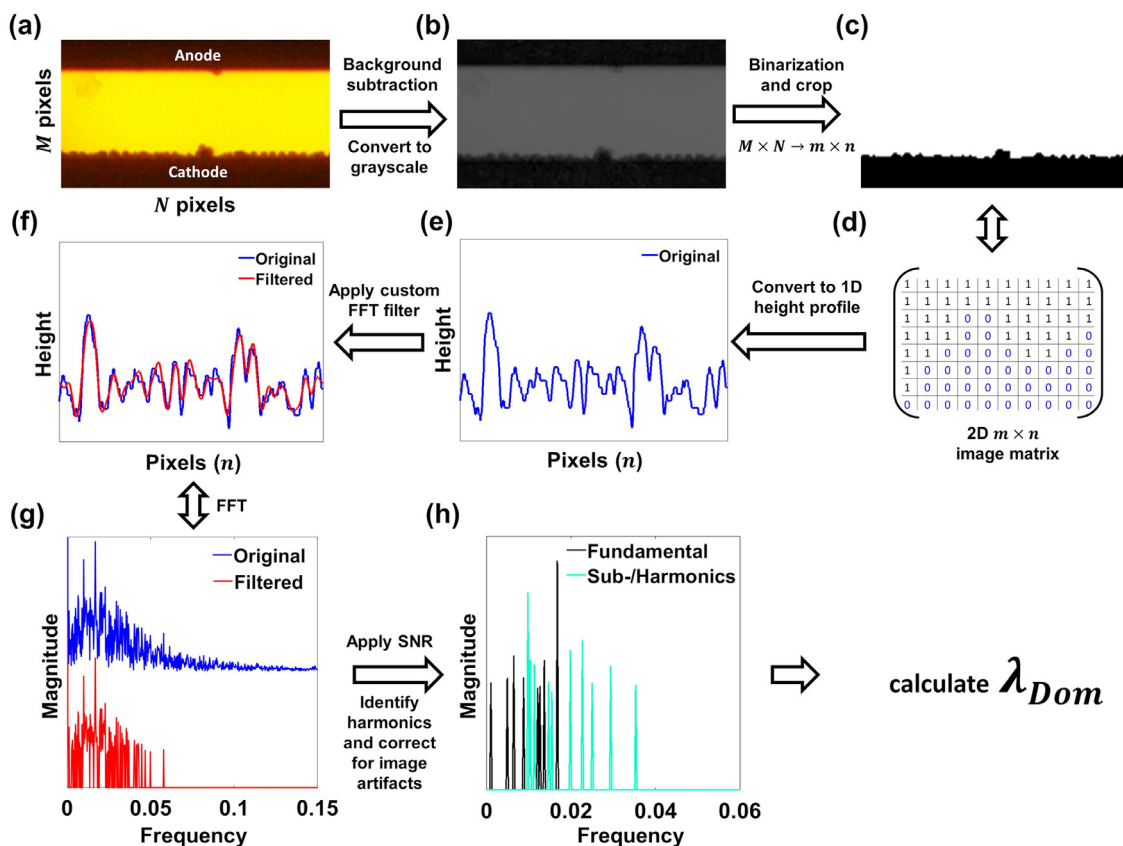 (a)
Anode
Cathode
M pixels
N pixels
Background
subtraction
Convert to
grayscale
(b)
Binarization
and crop
M × N → m × n
(c)
(d)
1 1 1 1 1 1 1 1 1 1
1 1 1 1 1 1 1 1 1 1
1 1 1 0 0 1 1 1 1 1
1 1 1 0 0 1 1 1 1 0
1 1 0 0 0 0 1 1 0 0
1 0 0 0 0 0 0 0 0 0
1 0 0 0 0 0 0 0 0 0
0 0 0 0 0 0 0 0 0 0
2D m × n
image matrix
Convert to 1D
height profile
(e)
Original
Height
Pixels (n)
Apply custom
FFT filter
(f)
Original
Filtered
Height
Pixels (n)
FFT
(g)
Original
Filtered
Magnitude
0 0.05 0.1 0.15
Frequency
Apply SNR
Identify
harmonics
and correct
for image
artifacts
(h)
Fundamental
Sub-/Harmonics
Magnitude
0 0.02 0.04 0.06
Frequency
calculate λDom